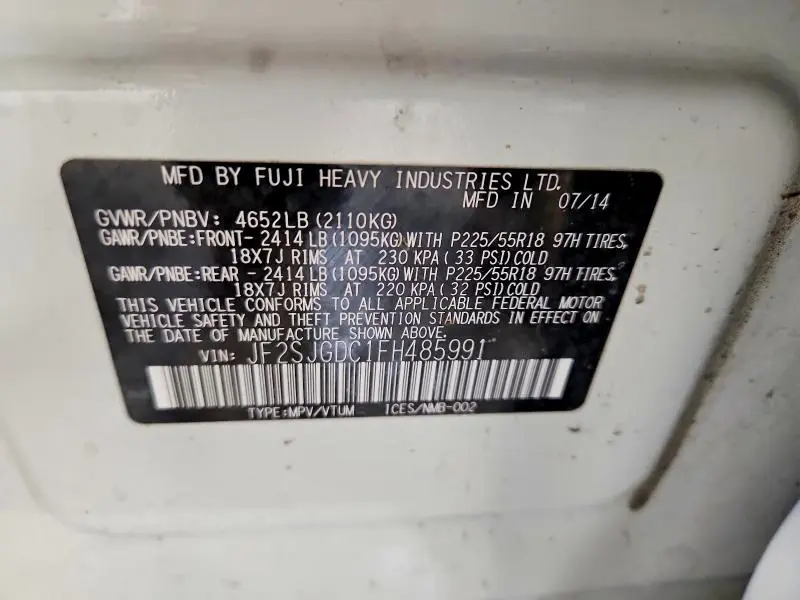 MFD BY FUJI HEAVY INDUSTRIES LTD.
MFD IN 07/14
GVWR/PNBV: 4652LB (2110KG)
GAWR/PNBE:FRONT- 2414 LB (1095KG) WITH P225/55R18 97H TIRES,
18X7J RIMS AT 230 KPA ( 33 PSI) COLD
GAWR/PNBE:REAR - 2414 LB (1095KG) WITH P225/55R18 97H TIRES,
18X7J RIMS AT 220 KPA ( 32 PSI) COLD
THIS VEHICLE CONFORMS TO ALL APPLICABLE FEDERAL MOTOR
VEHICLE SAFETY AND THEFT PREVENTION STANDARDS IN EFFECT ON
THE DATE OF MANUFACTURE SHOWN ABOVE.
VIN: JF2SJGDC1FH485991
TYPE:MPV/VTUM ICES/NMB-002